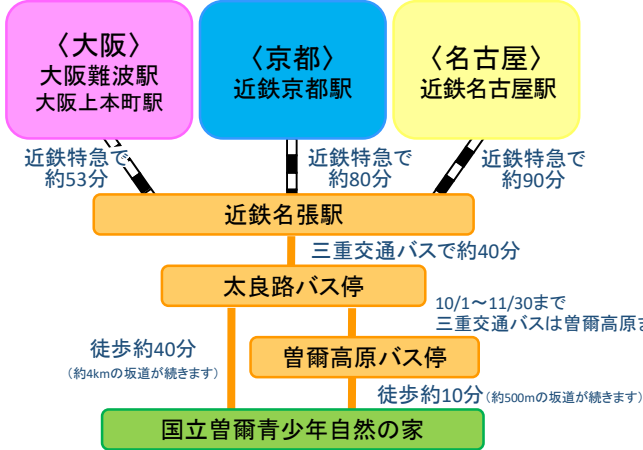 〈大阪〉
大阪難波駅
大阪上本町駅
〈京都〉
近鉄京都駅
〈名古屋〉
近鉄名古屋駅
近鉄特急で
約53分
近鉄特急で
約80分
近鉄特急で
約90分
近鉄名張駅
三重交通バスで約40分
太良路バス停
10/1～11/30まで
三重交通バスは曽爾高原
徒歩約40分
（約4kmの坂道が続きます）
曽爾高原バス停
徒歩約10分（約500mの坂道が続きます）
国立曽爾青少年自然の家